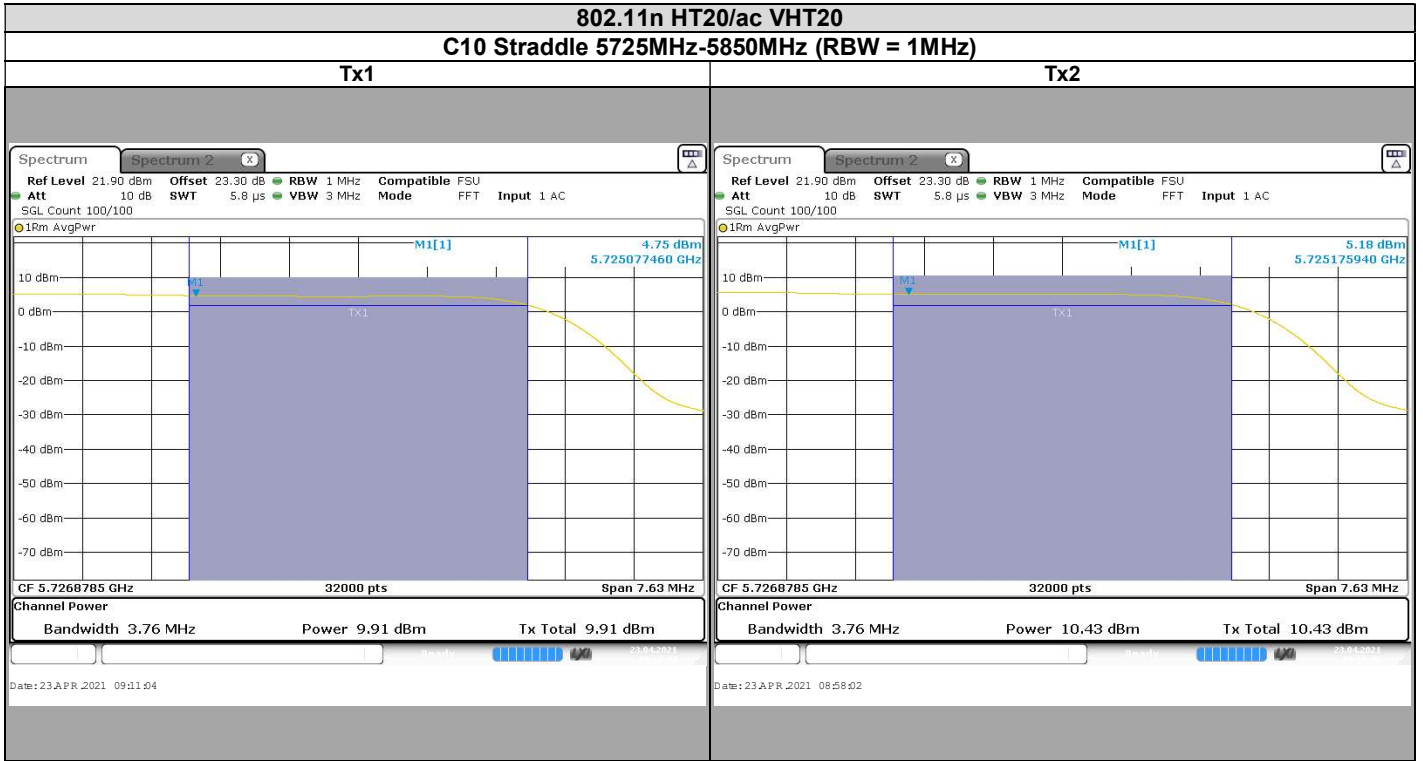 802.11n HT20/ac VHT20
C10 Straddle 5725MHz-5850MHz (RBW = 1MHz)
Tx1 Tx2
Spectrum Spectrum 2 X
Ref Level 21.90 dBm Offset 23.30 dB RBW 1 MHz Compatible FSU
Att 10 dB SWT 5.8 µs VBW 3 MHz Mode FFT Input 1 AC
SGL Count 100/100
1Rm AvgPwr
M1[1] 4.75 dBm
5.725077460 GHz
10 dBm
M1
0 dBm
TX1
-10 dBm
-20 dBm
-30 dBm
-40 dBm
-50 dBm
-60 dBm
-70 dBm
CF 5.7268785 GHz 32000 pts Span 7.63 MHz
Channel Power
Bandwidth 3.76 MHz Power 9.91 dBm Tx Total 9.91 dBm
Ready 23.04.2021
Date: 23.APR.2021 09:11:04
Spectrum Spectrum 2 X
Ref Level 21.90 dBm Offset 23.30 dB RBW 1 MHz Compatible FSU
Att 10 dB SWT 5.8 µs VBW 3 MHz Mode FFT Input 1 AC
SGL Count 100/100
1Rm AvgPwr
M1[1] 5.18 dBm
5.725175940 GHz
10 dBm
M1
0 dBm
TX1
-10 dBm
-20 dBm
-30 dBm
-40 dBm
-50 dBm
-60 dBm
-70 dBm
CF 5.7268785 GHz 32000 pts Span 7.63 MHz
Channel Power
Bandwidth 3.76 MHz Power 10.43 dBm Tx Total 10.43 dBm
Ready 23.04.2021
Date: 23.APR.2021 08:58:02